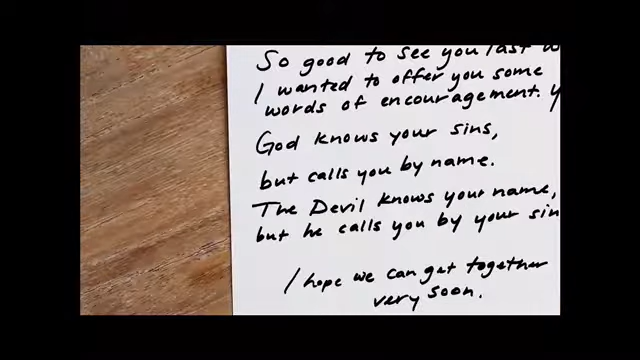 So good to see you last
I wanted to offer you some
words of encouragement.
God knows your sins,
but calls you by name.
The Devil knows your name,
but he calls you by your sin
I hope we can get together
very soon.